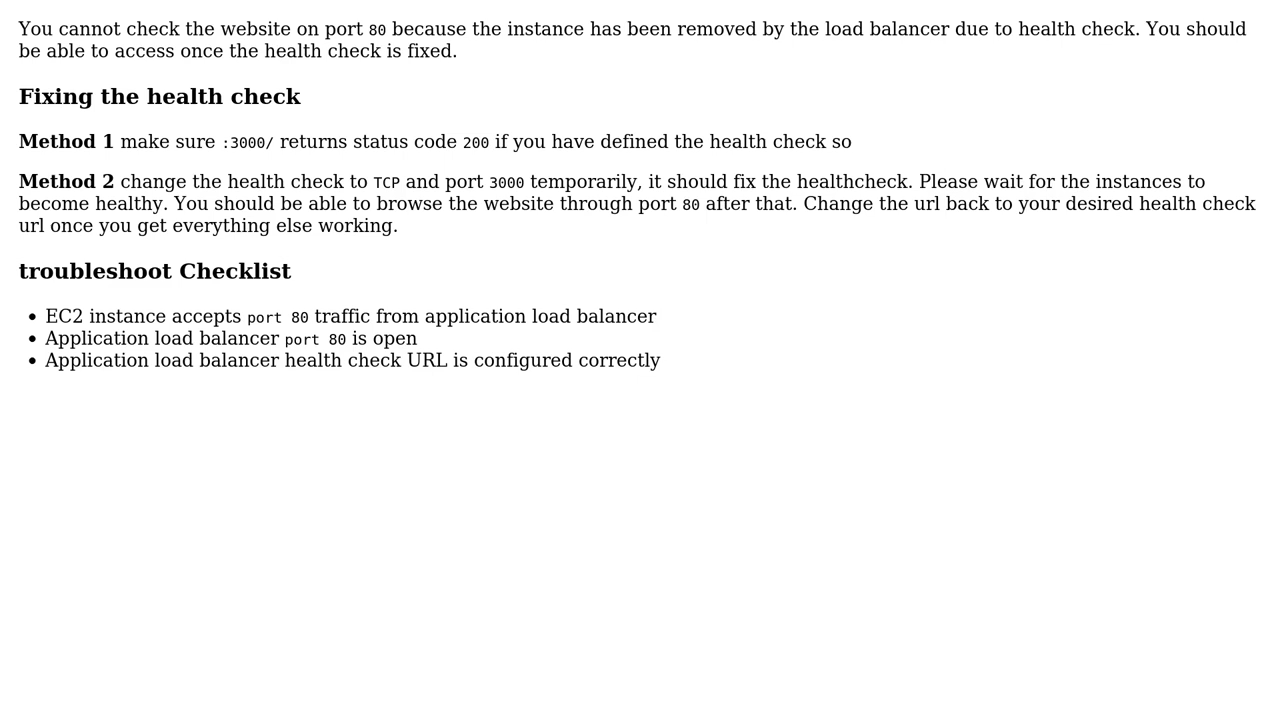 You cannot check the website on port 80 because the instance has been removed by the load balancer due to health check. You should
be able to access once the health check is fixed.
Fixing the health check
Method 1 make sure :3000/ returns status code 200 if you have defined the health check so
Method 2 change the health check to TCP and port 3000 temporarily, it should fix the healthcheck. Please wait for the instances to
become healthy. You should be able to browse the website through port 80 after that. Change the url back to your desired health check
url once you get everything else working.
troubleshoot Checklist
• EC2 instance accepts port 80 traffic from application load balancer
• Application load balancer port 80 is open
• Application load balancer health check URL is configured correctly